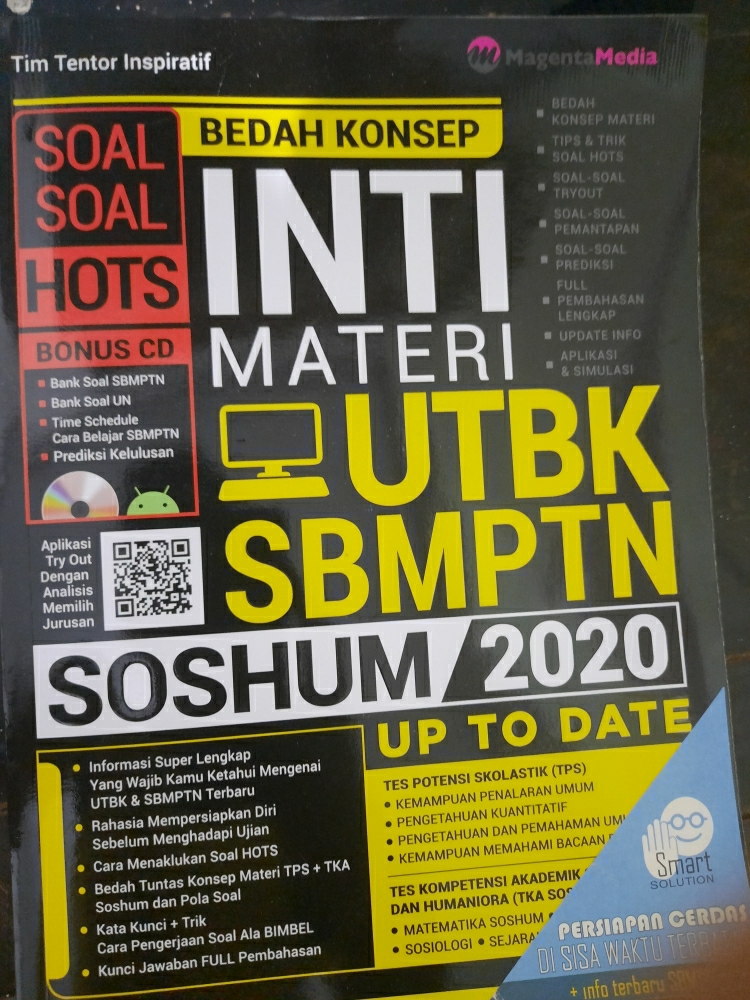 Tim Tentor Inspiratif
MagentaMedia
SOAL
SOAL
HOTS
BEDAH KONSEP
INTI
MATERI
UTBK
SBMPTN
SOSHUM / 2020
UP TO DATE
BEDAH
KONSEP MATERI
TIPS & TRIK
SOAL HOTS
SOAL-SOAL
TRYOUT
SOAL-SOAL
PEMANTAPAN
SOAL-SOAL
PREDIKSI
FULL
PEMBAHASAN
LENGKAP
UPDATE INFO
APLIKASI
& SIMULASI
BONUS CD
Bank Soal SBMPTN
Bank Soal UN
Time Schedule
Cara Belajar SBMPTN
Prediksi Kelulusan
Aplikasi
Try Out
Dengan
Analisis
Memilih
Jurusan
Informasi Super Lengkap
Yang Wajib Kamu Ketahui Mengenai
UTBK & SBMPTN Terbaru
Rahasia Mempersiapkan Diri
Sebelum Menghadapi Ujian
Cara Menaklukan Soal HOTS
Bedah Tuntas Konsep Materi TPS + TKA
Soshum dan Pola Soal
Kata Kunci + Trik
Cara Pengerjaan Soal Ala BIMBEL
Kunci Jawaban FULL Pembahasan
TES POTENSI SKOLASTIK (TPS)
KEMAMPUAN PENALARAN UMUM
PENGETAHUAN KUANTITATIF
PENGETAHUAN DAN PEMAHAMAN
KEMAMPUAN MEMAHAMI BACAAN
TES KOMPETENSI AKADEMIK
DAN HUMANIORA (TKA
MATEMATIKA SOSHUM
SOSIOLOGI
Smart
SOLUTION
PERSIAPAN CERDAS
DI SISA WAKTU
+ info terbaru